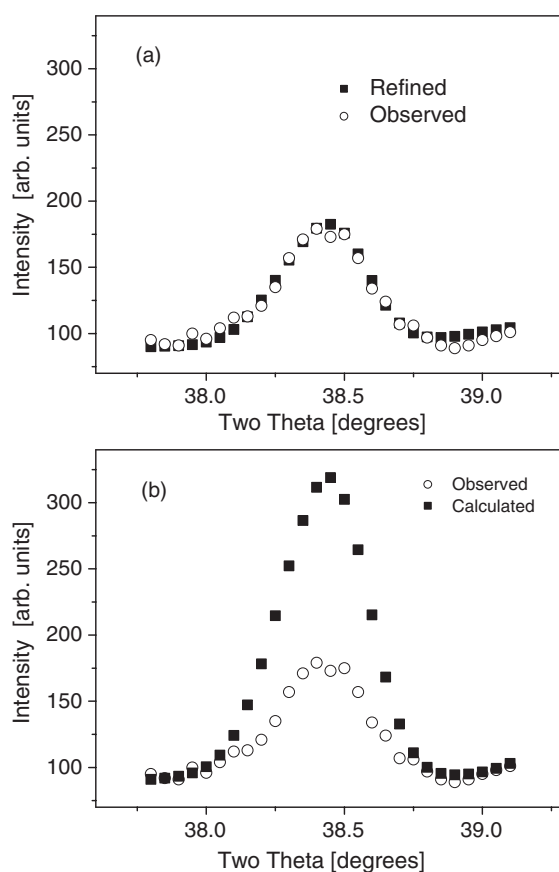 (a)
Refined
Observed
300
250
200
150
100
Intensity [arb. units]
38.0 38.5 39.0
Two Theta [degrees]
(b)
Observed
Calculated
300
250
200
150
100
Intensity [arb. units]
38.0 38.5 39.0
Two Theta [degrees]